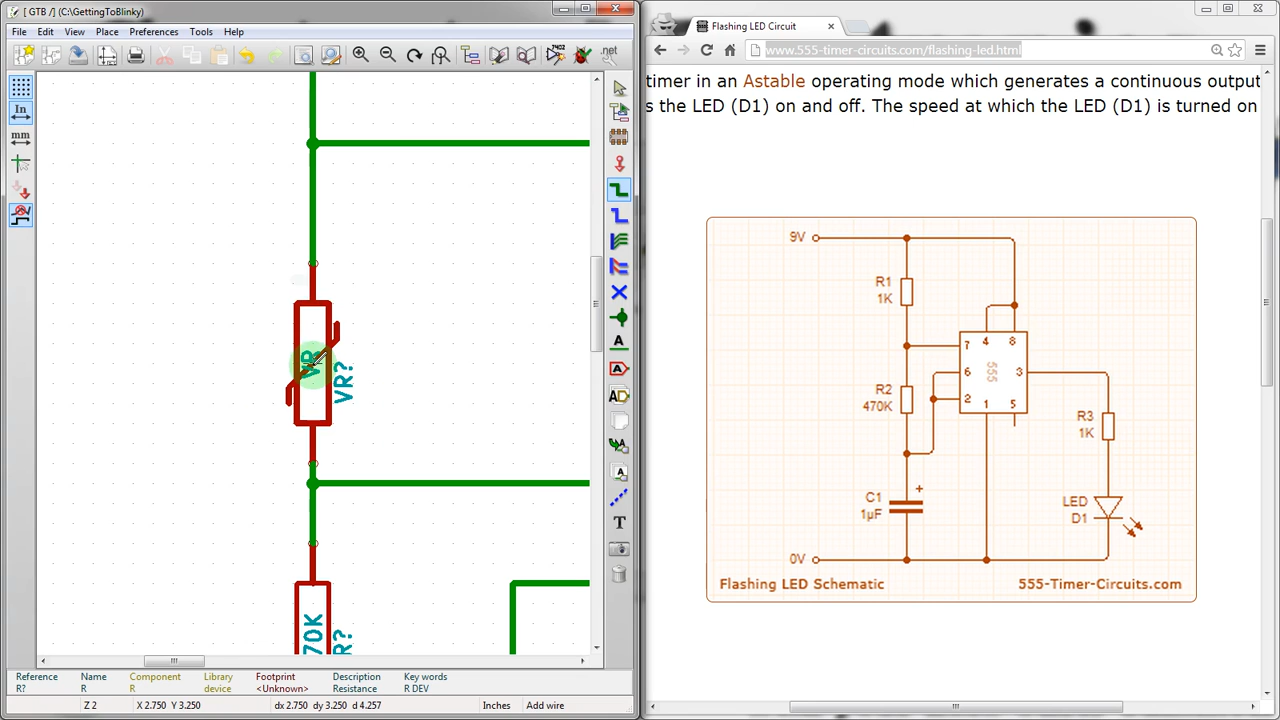 [ GTB /] (C:\GettingToBlinky)
File Edit View Place Preferences Tools Help
7402
.net
In
mm
A
A
A
A
A
T
VR
VR?
70K
R?
Reference Name Component Library Footprint Description Key words
R? R R device <Unknown> Resistance R DEV
Z 2 X 2.750 Y 3.250 dx 2.750 dy 3.250 d 4.257 Inches Add wire
Flashing LED Circuit
www.555-timer-circuits.com/flashing-led.html
timer in an Astable operating mode which generates a continuous output
s the LED (D1) on and off. The speed at which the LED (D1) is turned on
9V
R1
1K
4 8
7
6
555
3
2
1 5
R2
470K
R3
1K
C1
1µF
+
LED
D1
0V
Flashing LED Schematic
555-Timer-Circuits.com